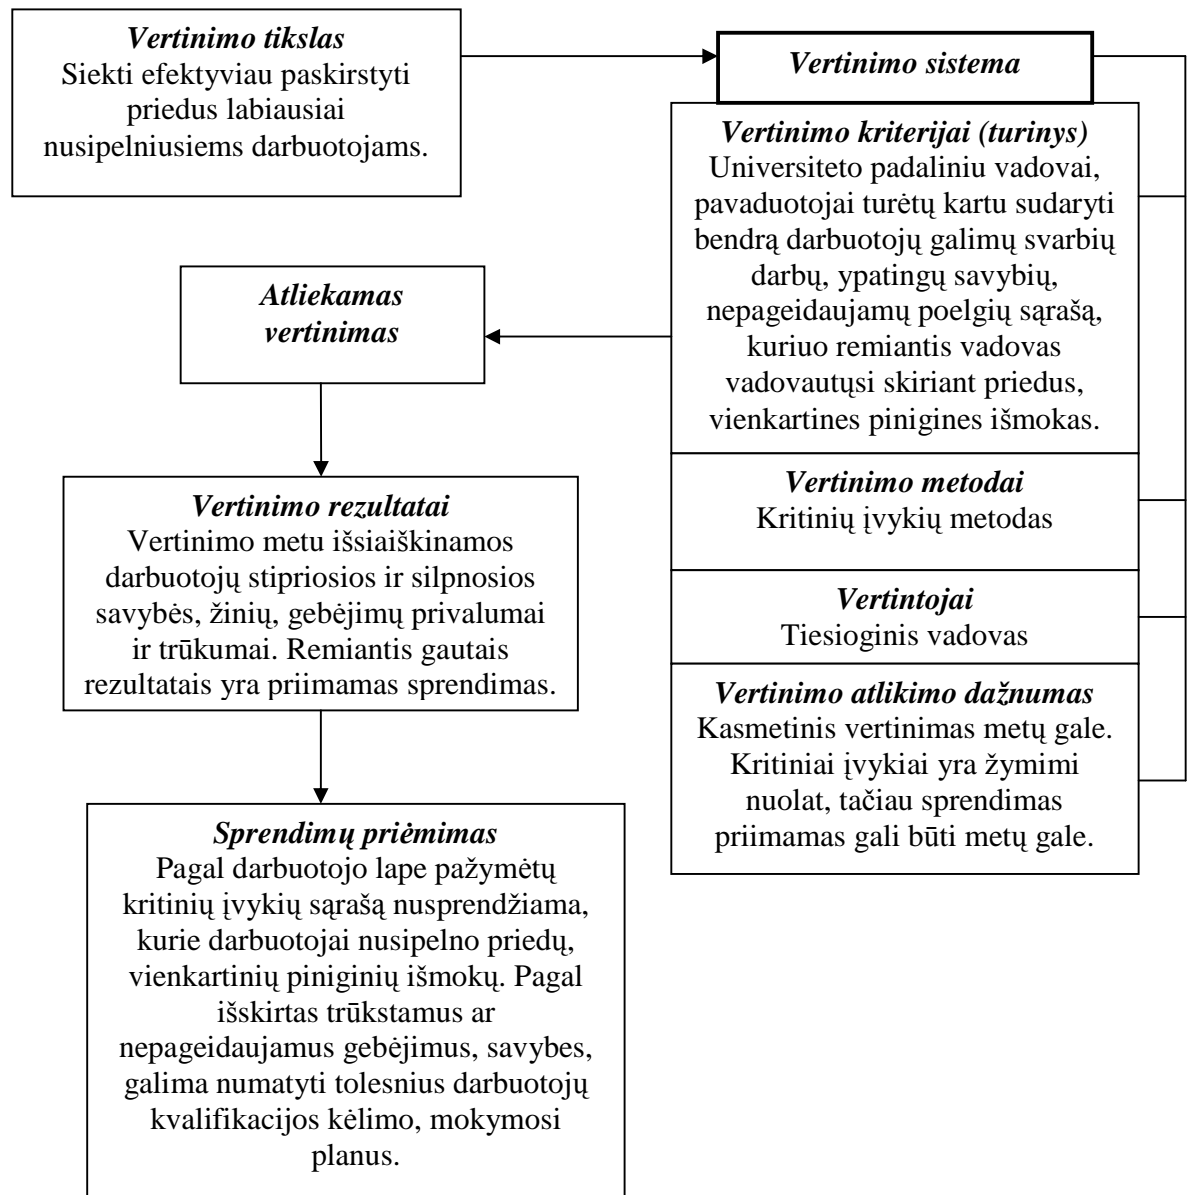 Vertinimo tikslas
Siekti efektyviau paskirstyti
priedus labiausiai
nusipelniusiems darbuotojams.
Vertinimo sistema
Vertinimo kriterijai (turinys)
Universiteto padaliniu vadovai,
pavaduotojai turėtų kartu sudaryti
bendrą darbuotojų galimų svarbių
darbų, ypatingų savybių,
nepageidaujamų poelgių sąrašą,
kuriuo remiantis vadovas
vadovautųsi skiriant priedus,
vienkartines pinigines išmokas.
Vertinimo metodai
Kritinių įvykių metodas
Vertintojai
Tiesioginis vadovas
Vertinimo atlikimo dažnumas
Kasmetinis vertinimas metų gale.
Kritiniai įvykiai yra žymimi
nuolat, tačiau sprendimas
priimamas gali būti metų gale.
Atliekamas
vertinimas
Vertinimo rezultatai
Vertinimo metu išsiaiškinamos
darbuotojų stipriosios ir silpnosios
savybės, žinių, gebėjimų privalumai
ir trūkumai. Remiantis gautais
rezultatais yra priimamas sprendimas.
Sprendimų priėmimas
Pagal darbuotojo lape pažymėtų
kritinių įvykių sąrašą nusprendžiama,
kurie darbuotojai nusipelno priedų,
vienkartinių piniginių išmokų. Pagal
išskirtas trūkstamus ar
nepageidaujamus gebėjimus, savybes,
galima numatyti tolesnius darbuotojų
kvalifikacijos kėlimo, mokymosi
planus.